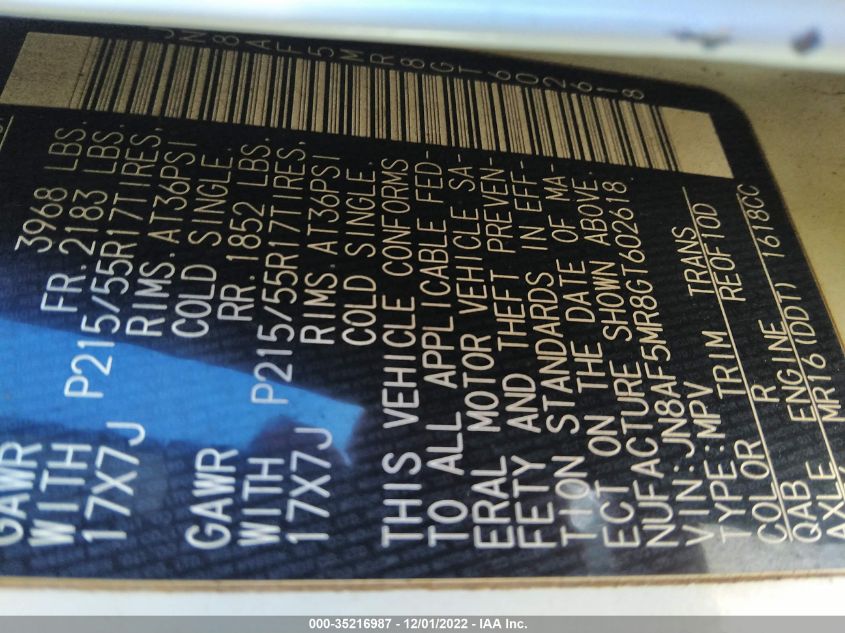 3968 LBS.
GAWR FR. 2183 LBS.
WITH P215/55R17TIRES,
17X7J RIMS. AT36PSI
COLD SINGLE.
GAWR RR. 1852 LBS.
WITH P215/55R17TIRES,
17X7J RIMS. AT36PSI
COLD SINGLE.
THIS VEHICLE CONFORMS
TO ALL APPLICABLE FED-
ERAL MOTOR VEHICLE SA-
FETY AND THEFT PREVEN-
TION STANDARDS IN EFF-
ECT ON THE DATE OF MA-
NUFACTURE SHOWN ABOVE.
VIN:JN8AF5MR8GT602618
TYPE:MPV
COLOR TRIM TRANS
QAB R RE0F10D
AXLE ENGINE
MR16(DDT) 1618CC
JN8AF5MR8GT602618
000-35216987 - 12/01/2022 - IAA Inc.